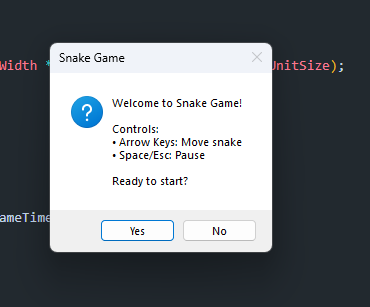 Width *
UnitSize);
Snake Game
Welcome to Snake Game!
Controls:
• Arrow Keys: Move snake
• Space/Esc: Pause
Ready to start?
ameTime
Yes
No